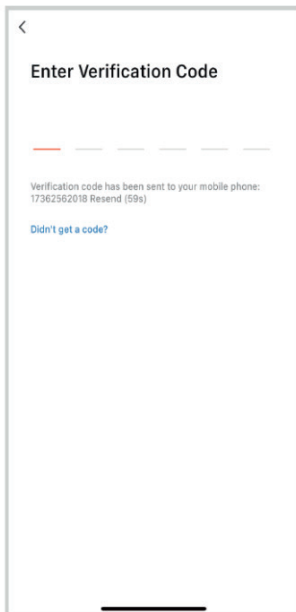 Enter Verification Code
Verification code has been sent to your mobile phone:
17362562018 Resend (59s)
Didn't get a code?